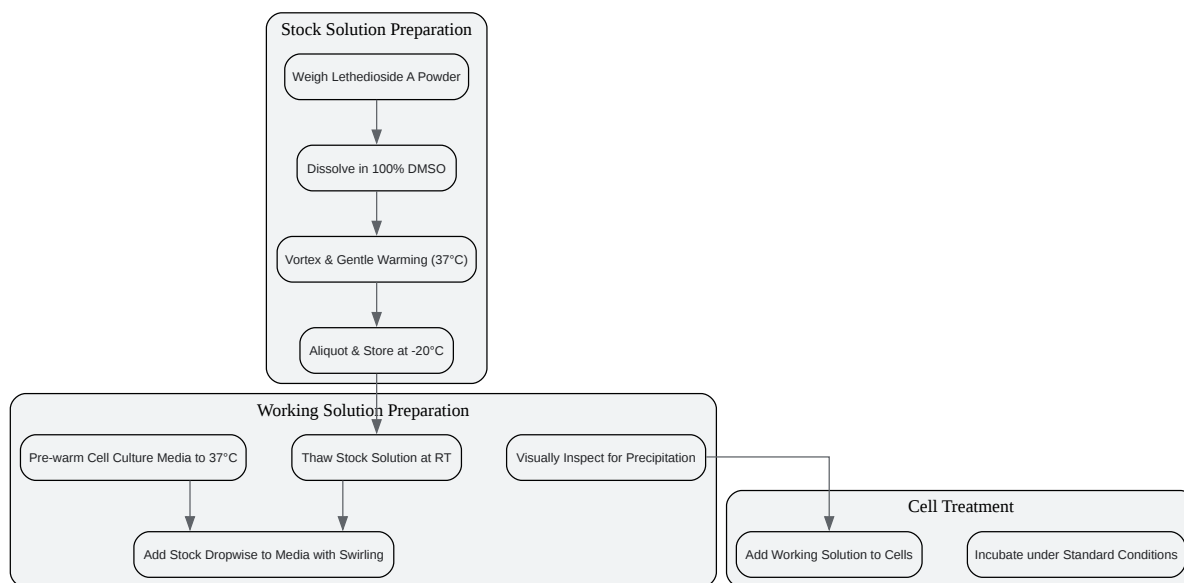 Stock Solution Preparation
Weigh Lethedioside A Powder
Dissolve in 100% DMSO
Vortex & Gentle Warming (37°C)
Aliquot & Store at -20°C
Working Solution Preparation
Pre-warm Cell Culture Media to 37°C
Thaw Stock Solution at RT
Visually Inspect for Precipitation
Add Stock Dropwise to Media with Swirling
Cell Treatment
Add Working Solution to Cells
Incubate under Standard Conditions